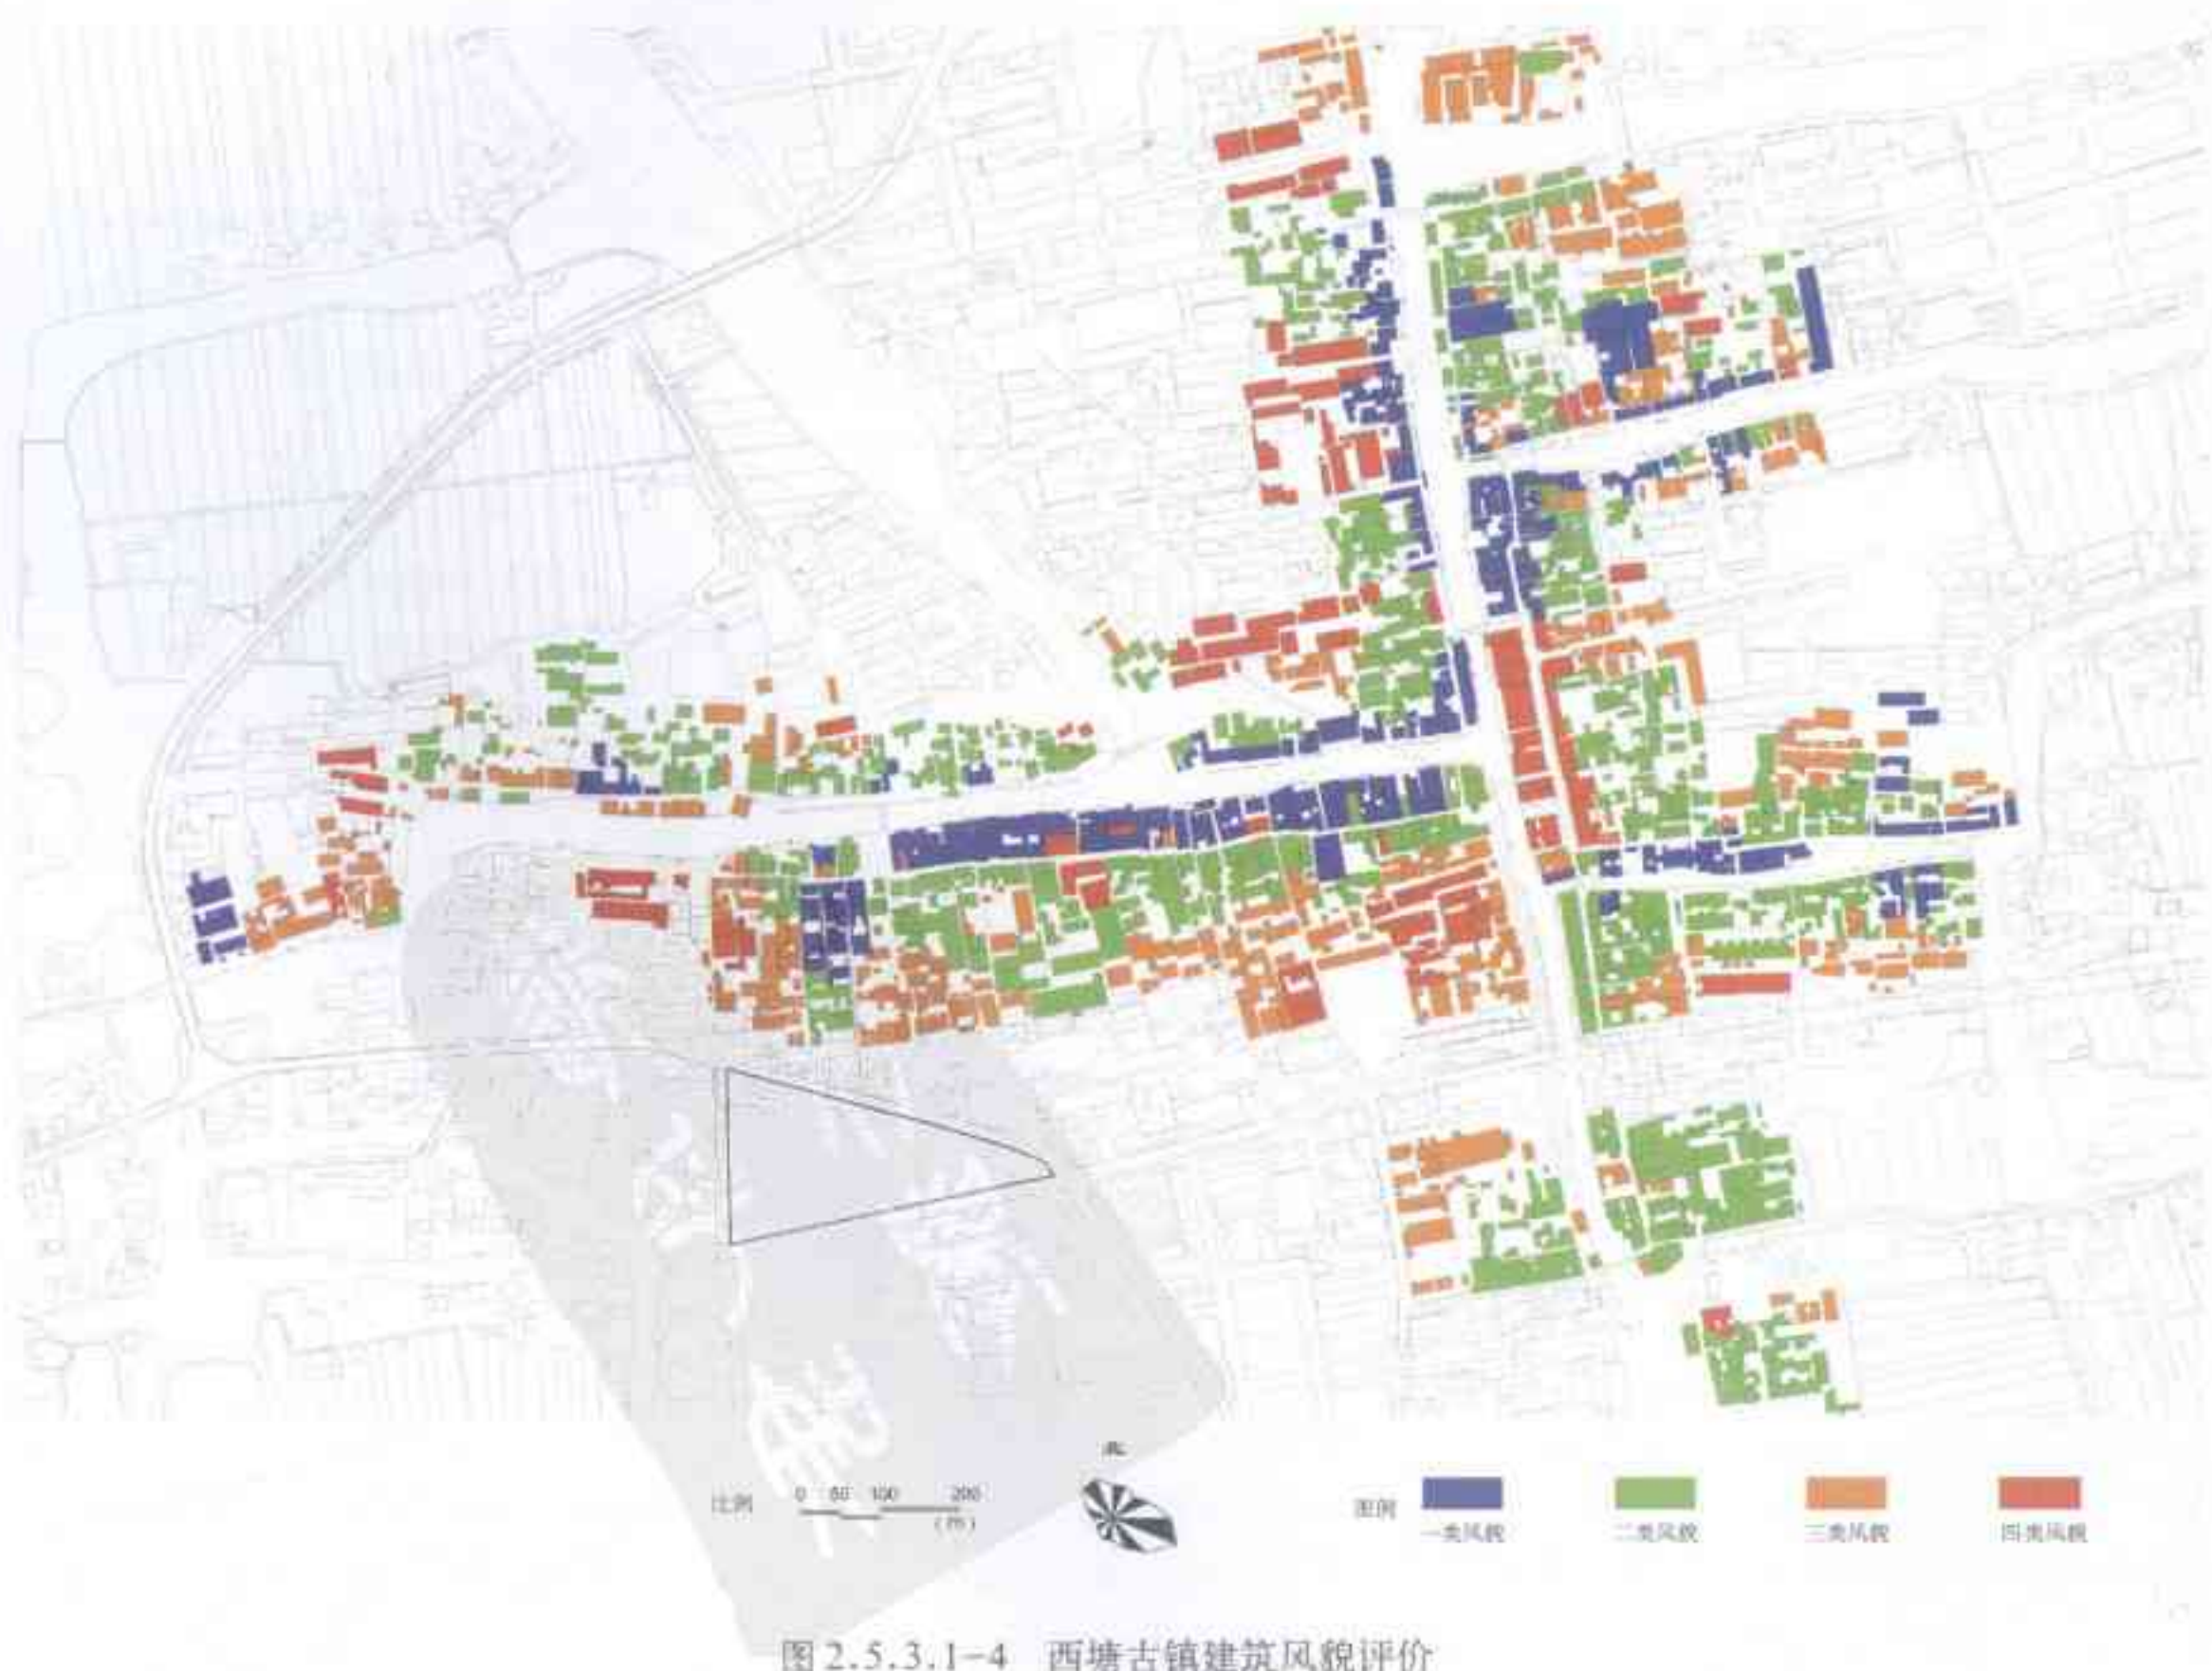 北
比例 0 50 100 200
(m)
图例
一类风貌 二类风貌 三类风貌 四类风貌
图2.5.3.1-4 西塘古镇建筑风貌评价